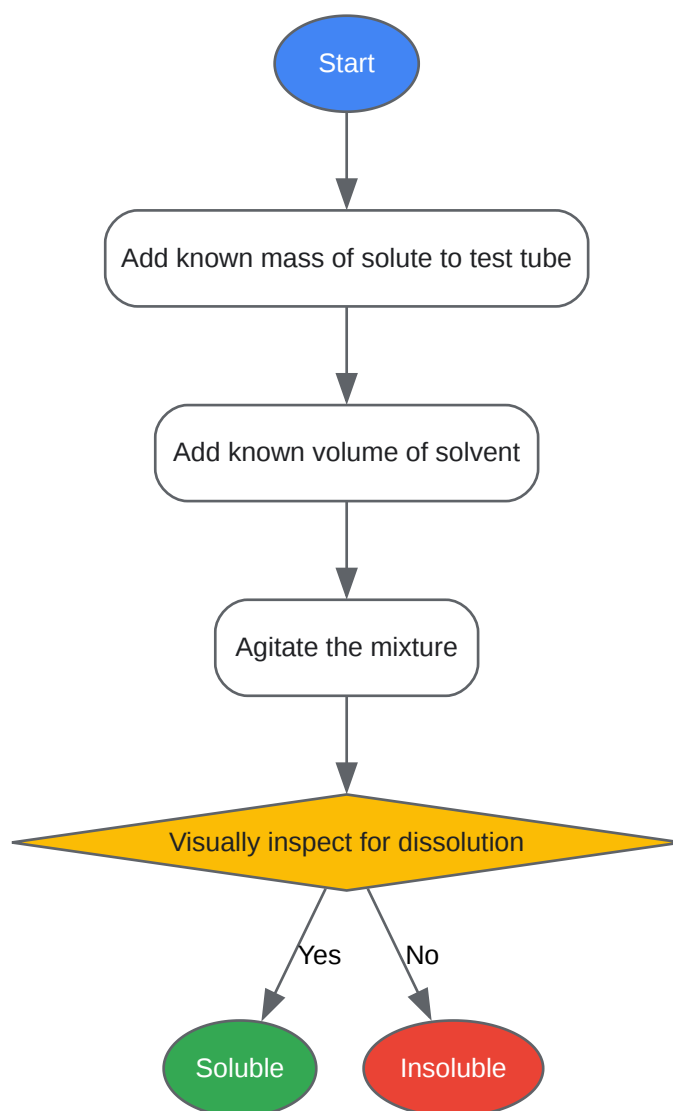 Start
Add known mass of solute to test tube
Add known volume of solvent
Agitate the mixture
Visually inspect for dissolution
Yes
No
Soluble
Insoluble